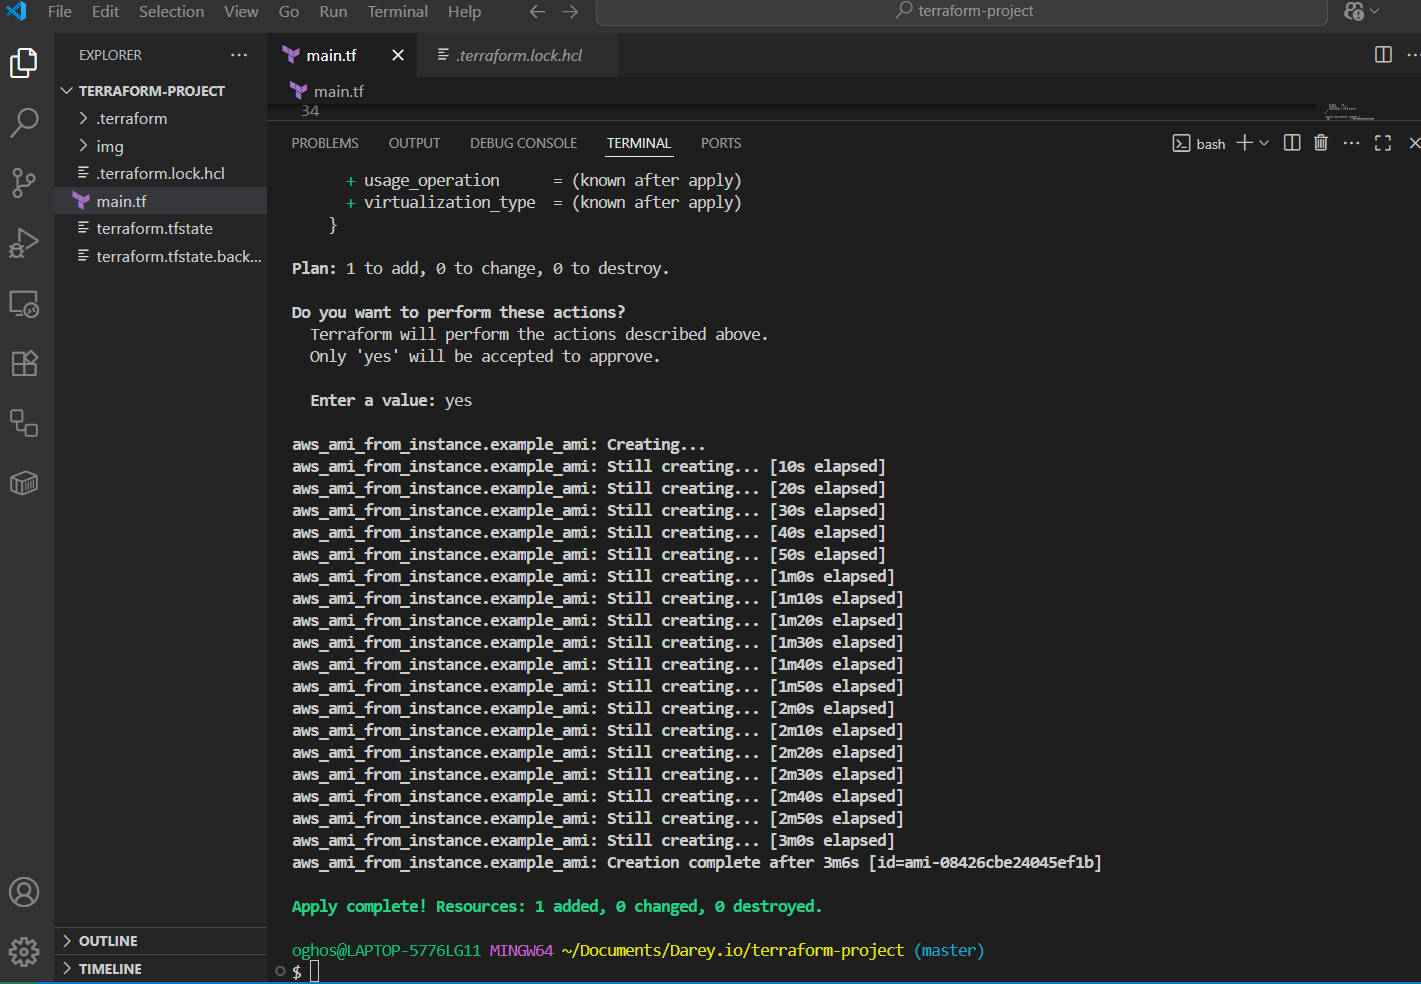 File Edit Selection View Go Run Terminal Help
terraform-project
EXPLORER
main.tf
.terraform.lock.hcl
TERRAFORM-PROJECT
main.tf
.terraform
34
img
PROBLEMS OUTPUT DEBUG CONSOLE TERMINAL PORTS
bash
.terraform.lock.hcl
main.tf
terraform.tfstate
terraform.tfstate.back...
+ usage_operation = (known after apply)
+ virtualization_type = (known after apply)
}
Plan: 1 to add, 0 to change, 0 to destroy.
Do you want to perform these actions?
Terraform will perform the actions described above.
Only 'yes' will be accepted to approve.
Enter a value: yes
aws_ami_from_instance.example_ami: Creating...
aws_ami_from_instance.example_ami: Still creating... [10s elapsed]
aws_ami_from_instance.example_ami: Still creating... [20s elapsed]
aws_ami_from_instance.example_ami: Still creating... [30s elapsed]
aws_ami_from_instance.example_ami: Still creating... [40s elapsed]
aws_ami_from_instance.example_ami: Still creating... [50s elapsed]
aws_ami_from_instance.example_ami: Still creating... [1m0s elapsed]
aws_ami_from_instance.example_ami: Still creating... [1m10s elapsed]
aws_ami_from_instance.example_ami: Still creating... [1m20s elapsed]
aws_ami_from_instance.example_ami: Still creating... [1m30s elapsed]
aws_ami_from_instance.example_ami: Still creating... [1m40s elapsed]
aws_ami_from_instance.example_ami: Still creating... [1m50s elapsed]
aws_ami_from_instance.example_ami: Still creating... [2m0s elapsed]
aws_ami_from_instance.example_ami: Still creating... [2m10s elapsed]
aws_ami_from_instance.example_ami: Still creating... [2m20s elapsed]
aws_ami_from_instance.example_ami: Still creating... [2m30s elapsed]
aws_ami_from_instance.example_ami: Still creating... [2m40s elapsed]
aws_ami_from_instance.example_ami: Still creating... [2m50s elapsed]
aws_ami_from_instance.example_ami: Still creating... [3m0s elapsed]
aws_ami_from_instance.example_ami: Creation complete after 3m6s [id=ami-08426cbe24045ef1b]
Apply complete! Resources: 1 added, 0 changed, 0 destroyed.
oghos@LAPTOP-5776LG11 MINGW64 ~/Documents/Darey.io/terraform-project (master)
$
OUTLINE
TIMELINE